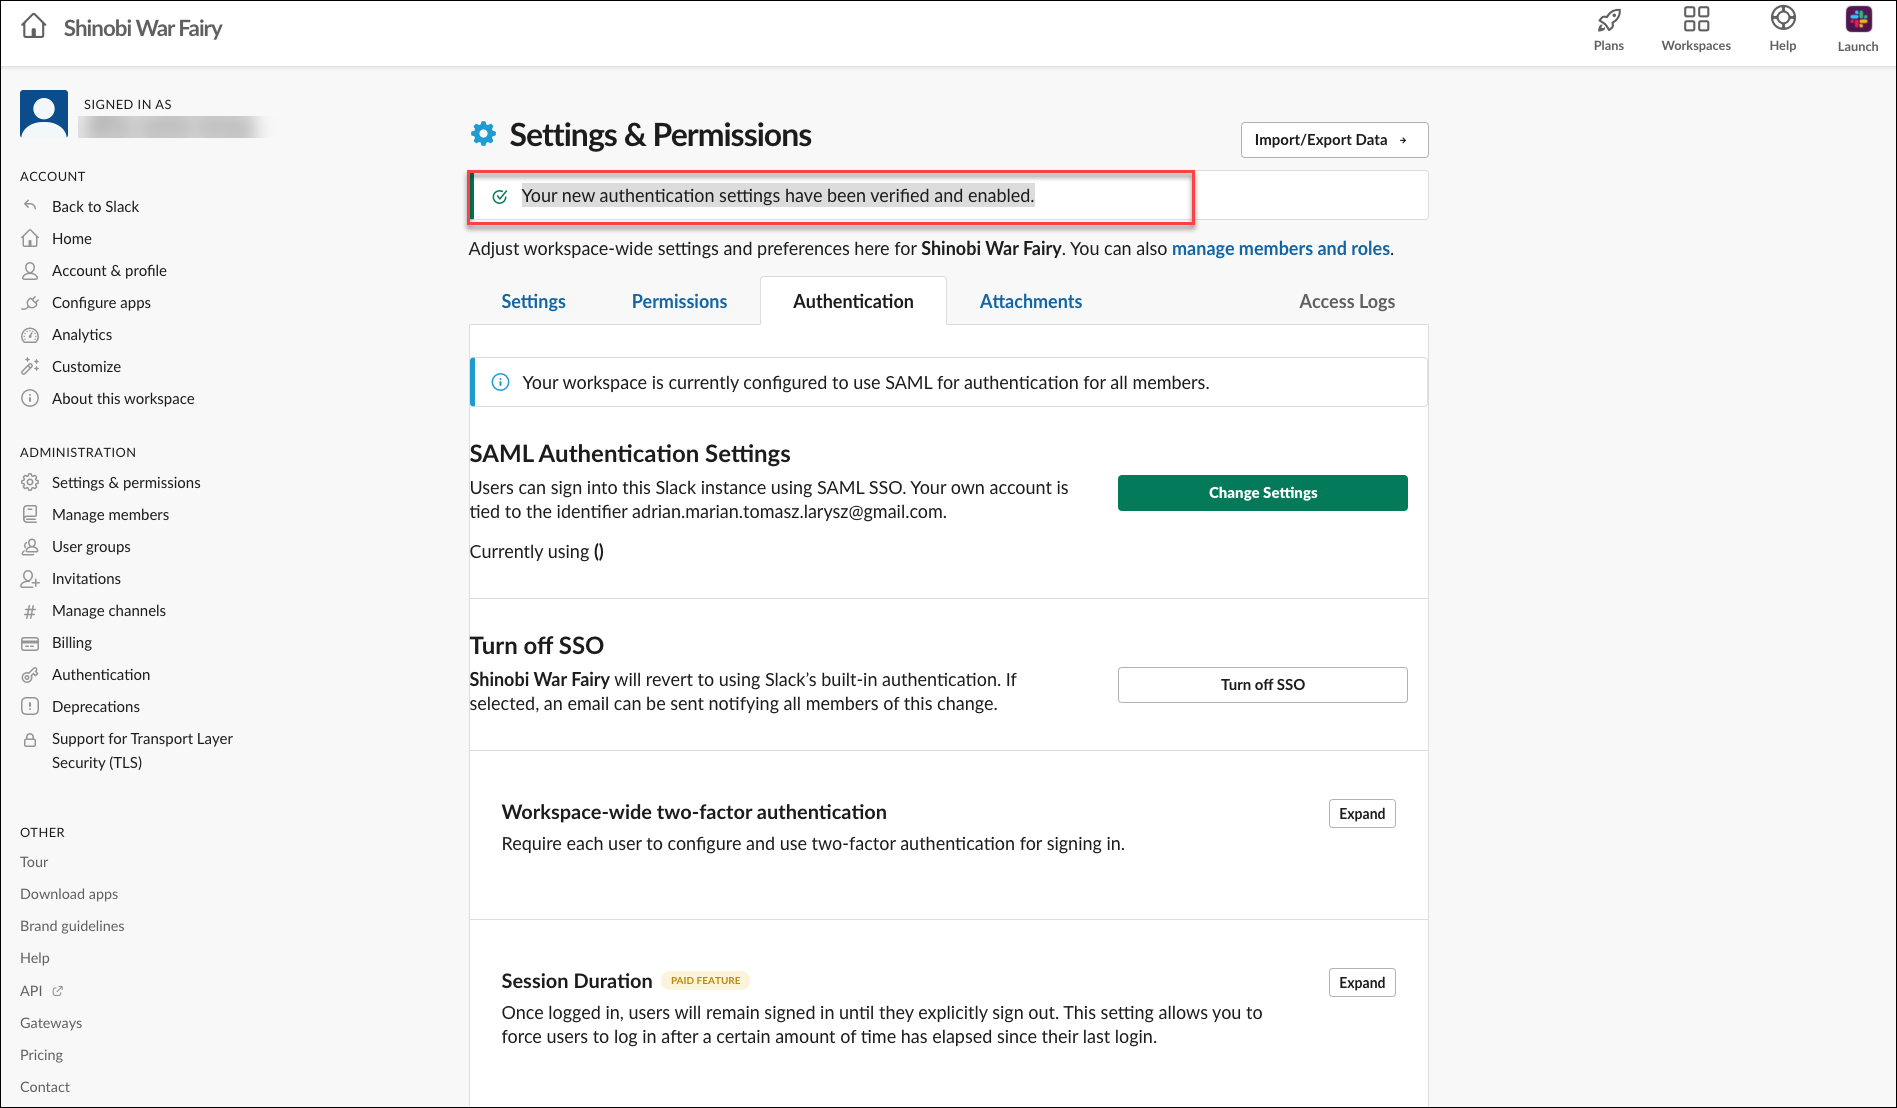 Shinobi War Fairy
Plans
Workspaces
Help
Launch
SIGNED IN AS
ACCOUNT
Back to Slack
Home
Account & profile
Configure apps
Analytics
Customize
About this workspace
ADMINISTRATION
Settings & permissions
Manage members
User groups
Invitations
Manage channels
Billing
Authentication
Deprecations
Support for Transport Layer
Security (TLS)
OTHER
Tour
Download apps
Brand guidelines
Help
API
Gateways
Pricing
Contact
Settings & Permissions
Import/Export Data →
Your new authentication settings have been verified and enabled.
Adjust workspace-wide settings and preferences here for Shinobi War Fairy. You can also manage members and roles.
Settings
Permissions
Authentication
Attachments
Access Logs
Your workspace is currently configured to use SAML for authentication for all members.
SAML Authentication Settings
Users can sign into this Slack instance using SAML SSO. Your own account is
tied to the identifier adrian.marian.tomasz.larysz@gmail.com.
Change Settings
Currently using ()
Turn off SSO
Shinobi War Fairy will revert to using Slack’s built-in authentication. If
selected, an email can be sent notifying all members of this change.
Turn off SSO
Workspace-wide two-factor authentication
Expand
Require each user to configure and use two-factor authentication for signing in.
Session Duration PAID FEATURE
Expand
Once logged in, users will remain signed in until they explicitly sign out. This setting allows you to
force users to log in after a certain amount of time has elapsed since their last login.